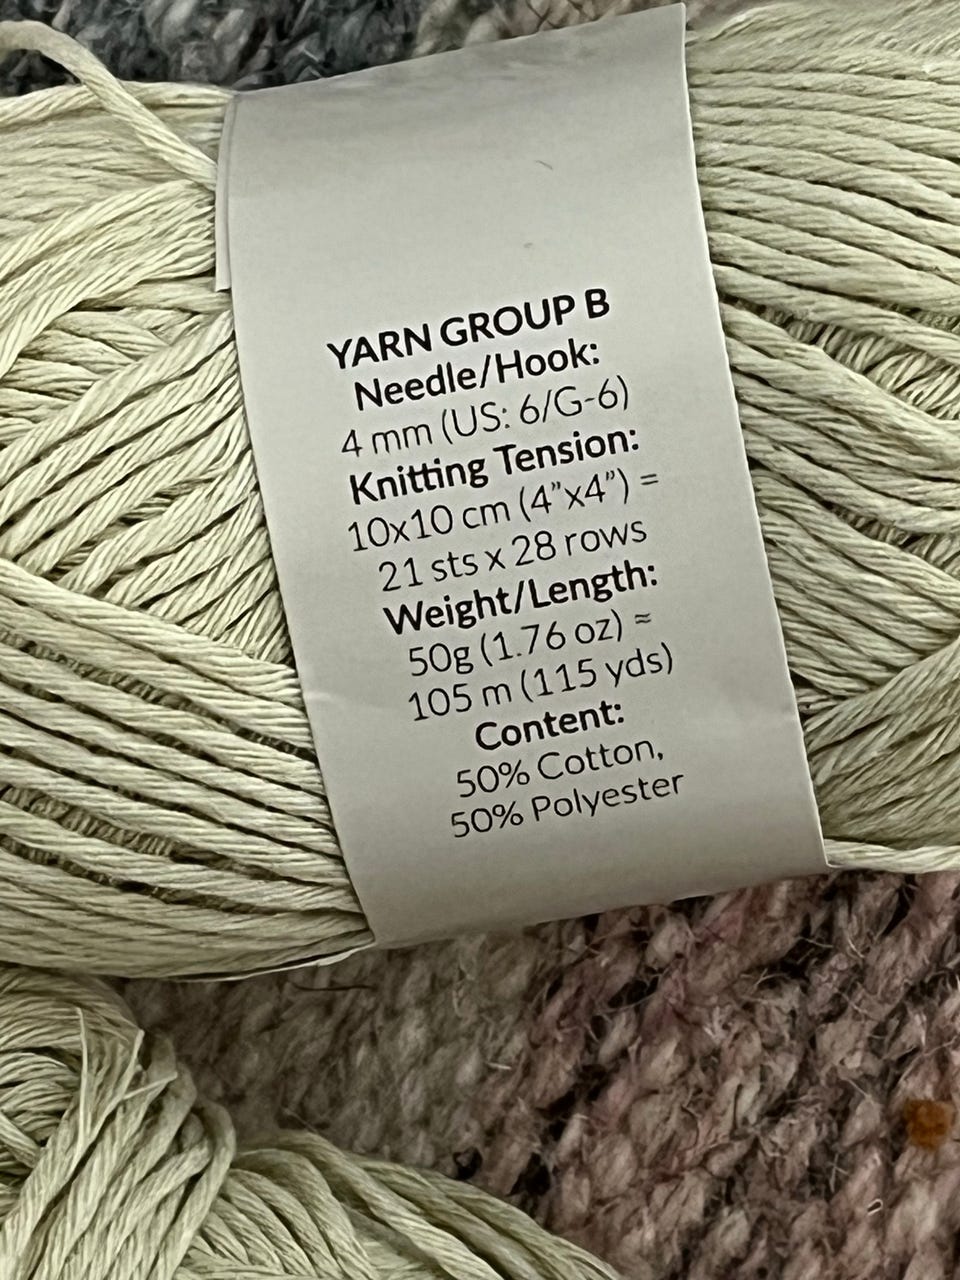 YARN GROUP B
Needle/Hook:
4 mm (US: 6/G-6)
Knitting Tension:
10x10 cm (4”x4”) =
21 sts x 28 rows
Weight/Length:
50g (1.76 oz) ≈
105 m (115 yds)
Content:
50% Cotton,
50% Polyester